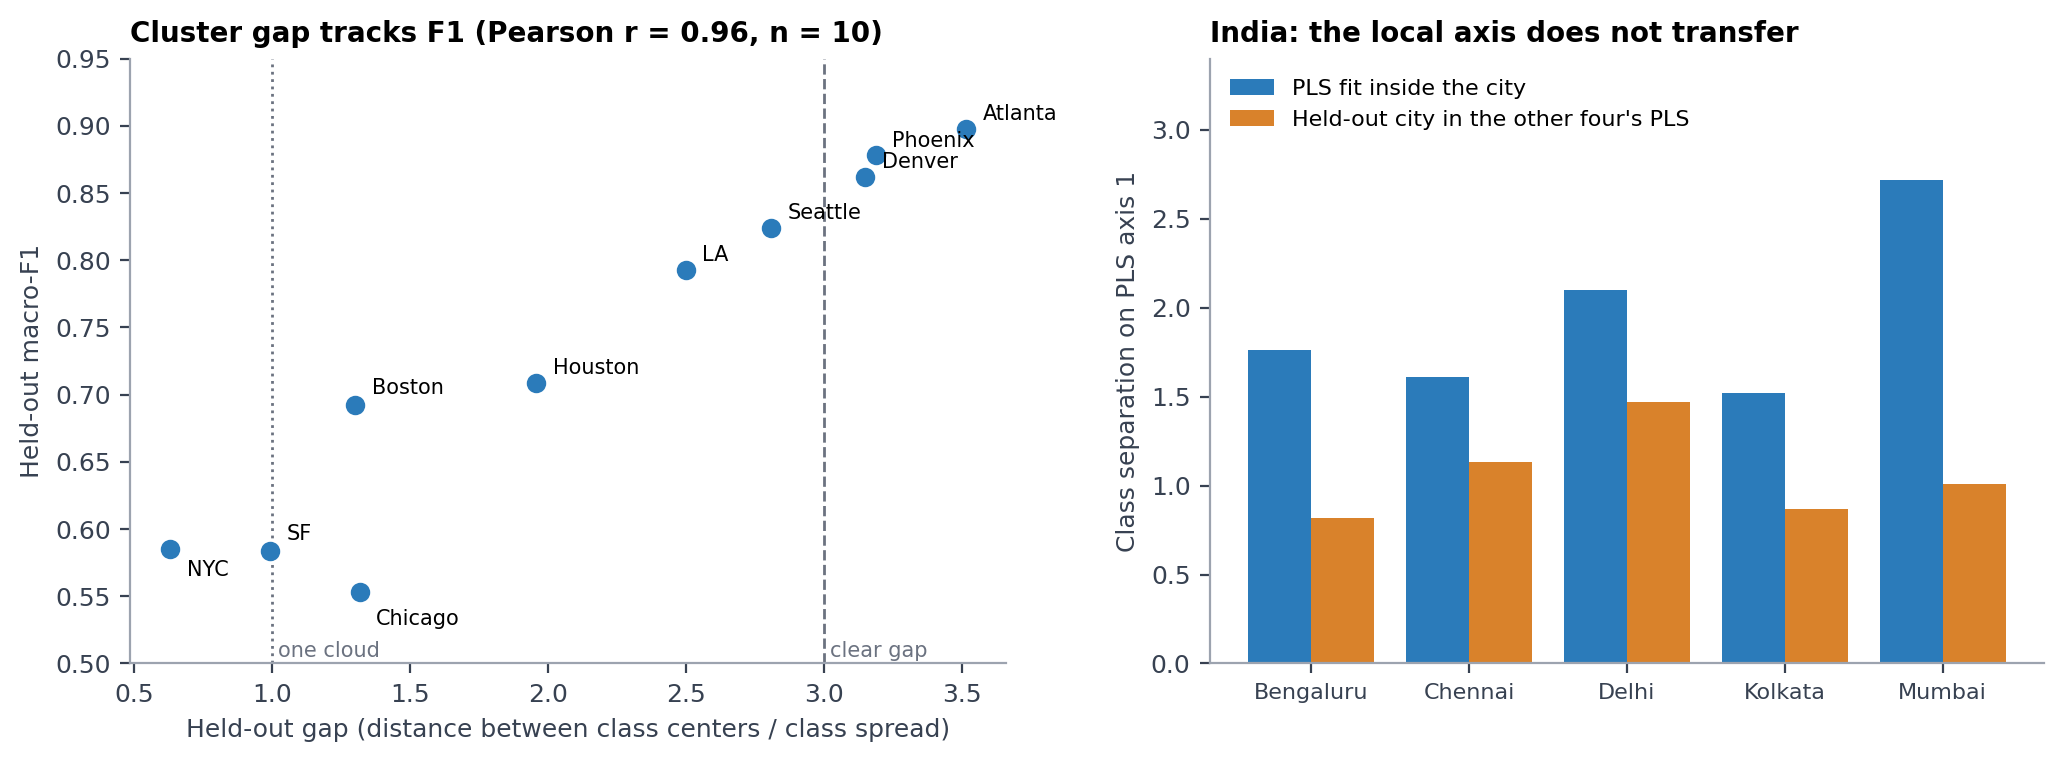 Cluster gap tracks F1 (Pearson r = 0.96, n = 10)
Held-out macro-F1
0.95
0.90
0.85
0.80
0.75
0.70
0.65
0.60
0.55
0.50
Atlanta
Phoenix
Denver
Seattle
LA
Houston
Boston
SF
NYC
Chicago
one cloud
clear gap
0.5 1.0 1.5 2.0 2.5 3.0 3.5
Held-out gap (distance between class centers / class spread)
India: the local axis does not transfer
PLS fit inside the city
Held-out city in the other four's PLS
Class separation on PLS axis 1
3.0
2.5
2.0
1.5
1.0
0.5
0.0
Bengaluru Chennai Delhi Kolkata Mumbai